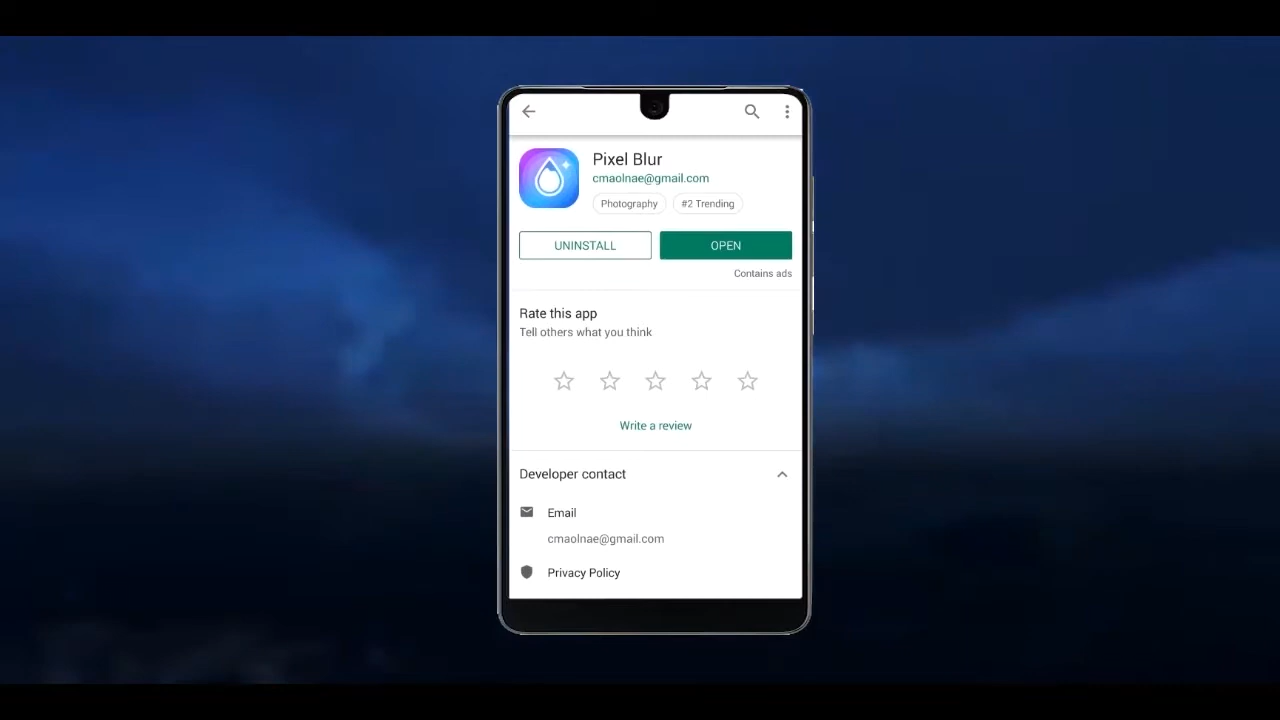 Pixel Blur
cmaolnae@gmail.com
Photography
#2 Trending
UNINSTALL
OPEN
Contains ads
Rate this app
Tell others what you think
Write a review
Developer contact
Email
cmaolnae@gmail.com
Privacy Policy